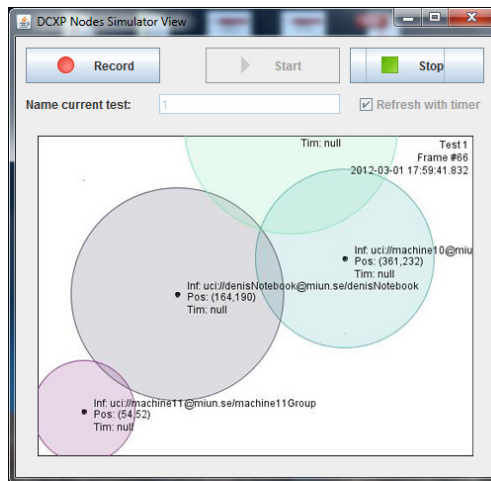 DCXP Nodes Simulator View
Record
Start
Stop
Name current test:
1
Refresh with timer
Tim: null
Test 1
Frame #66
2012-03-01 17:59:41.832
Inf: uci://machine10@miu
Pos: (361,232)
Tim: null
Inf: uci://denisNotebook@miun.se/denisNotebook
Pos: (164,190)
Tim: null
Inf: uci://machine11@miun.se/machine11Group
Pos: (54,52)
Tim: null